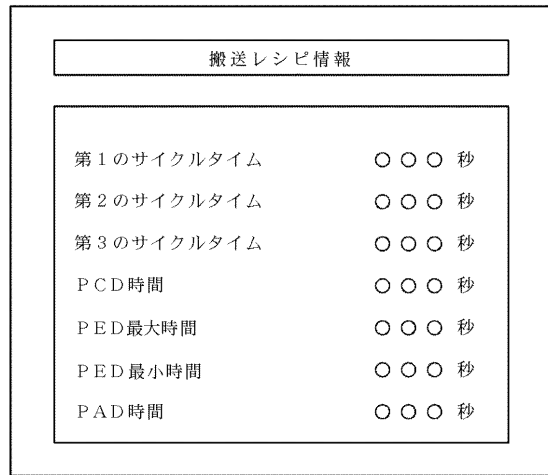 搬送レシピ情報
第１のサイクルタイム ○○○秒
第２のサイクルタイム ○○○秒
第３のサイクルタイム ○○○秒
ＰＣＤ時間 ○○○秒
ＰＥＤ最大時間 ○○○秒
ＰＥＤ最小時間 ○○○秒
ＰＡＤ時間 ○○○秒